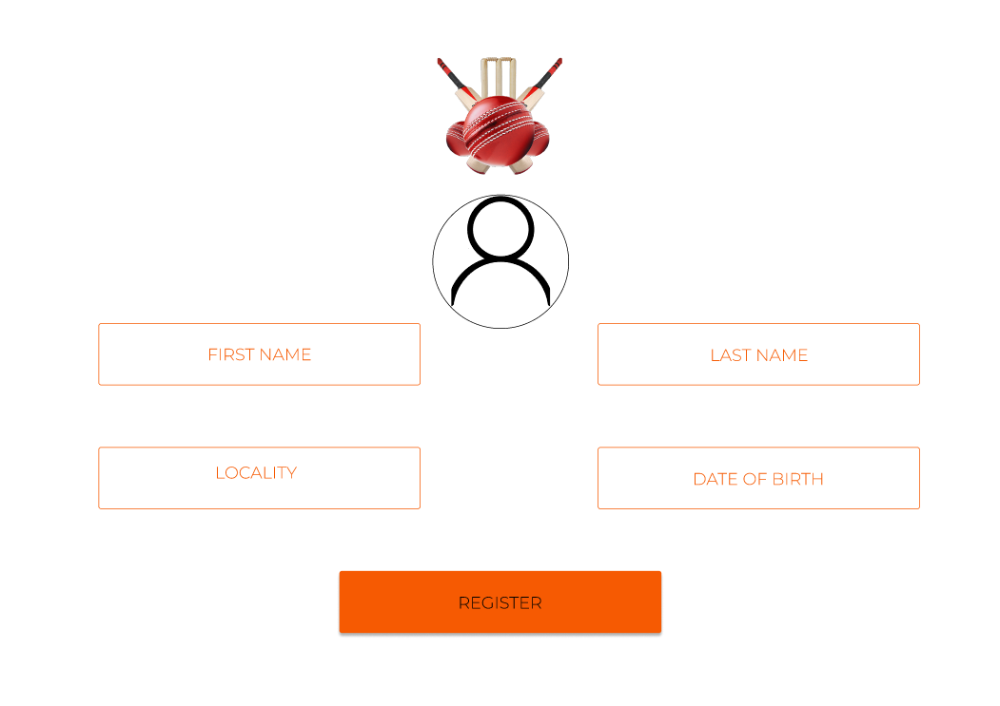 FIRST NAME
LAST NAME
LOCALITY
DATE OF BIRTH
REGISTER